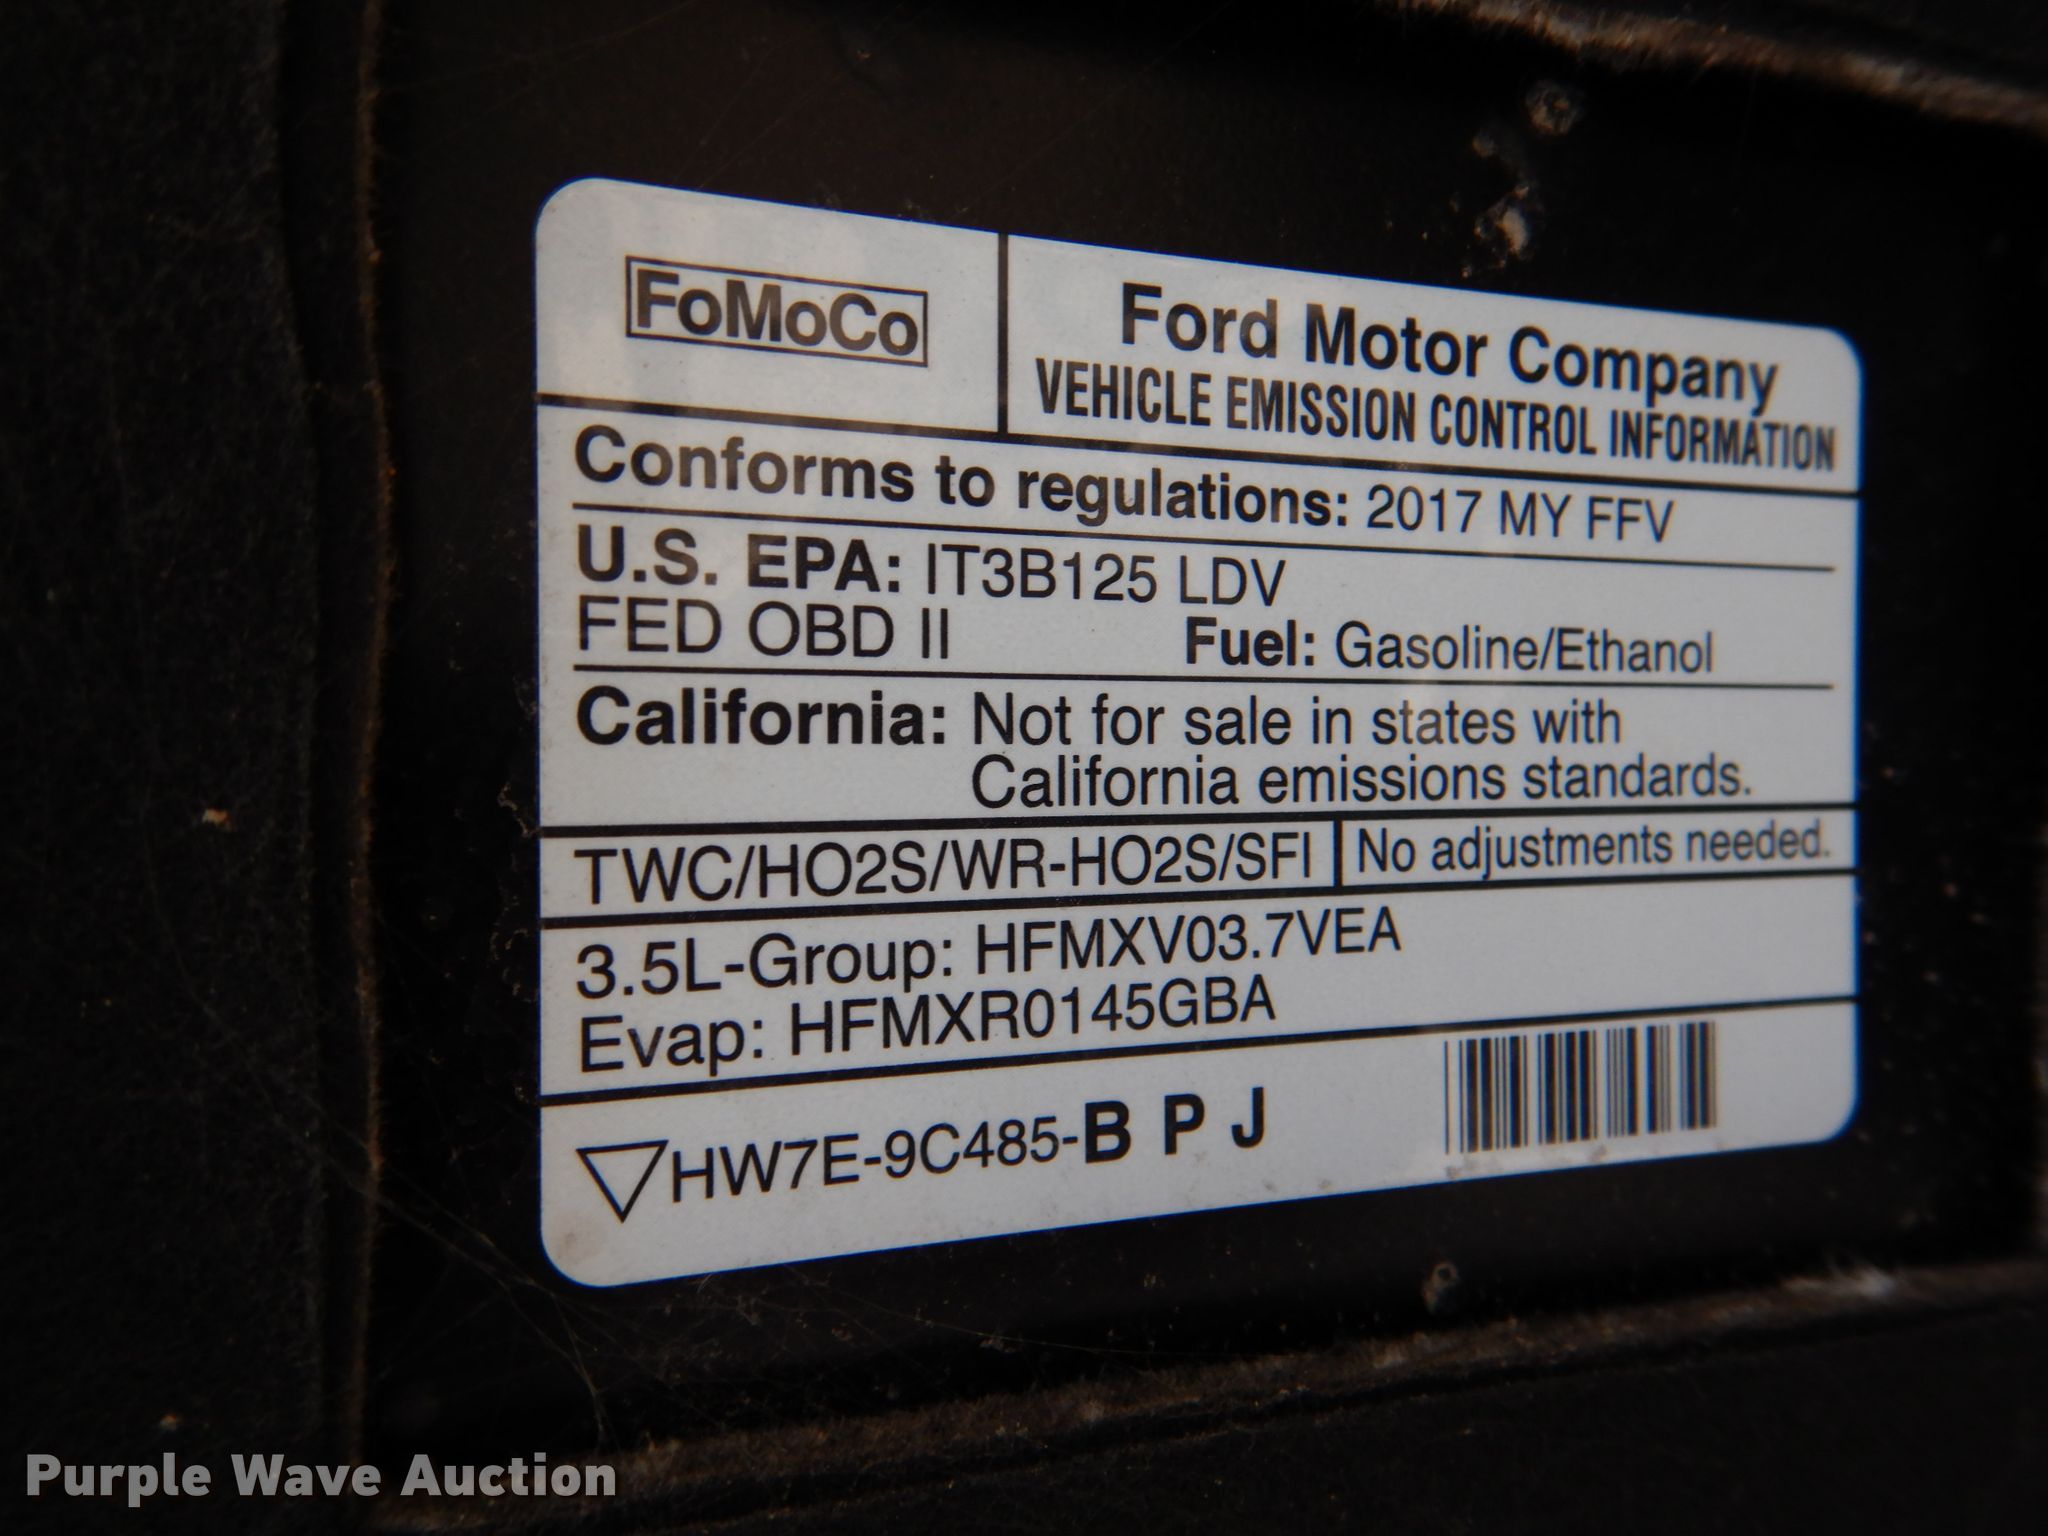 FoMoCo
Ford Motor Company
VEHICLE EMISSION CONTROL INFORMATION
Conforms to regulations: 2017 MY FFV
U.S. EPA: IT3B125 LDV
FED OBD II Fuel: Gasoline/Ethanol
California: Not for sale in states with
California emissions standards.
TWC/HO2S/WR-HO2S/SFI No adjustments needed.
3.5L-Group: HFMXV03.7VEA
Evap: HFMXR0145GBA
HW7E-9C485-B P J
Purple Wave Auction